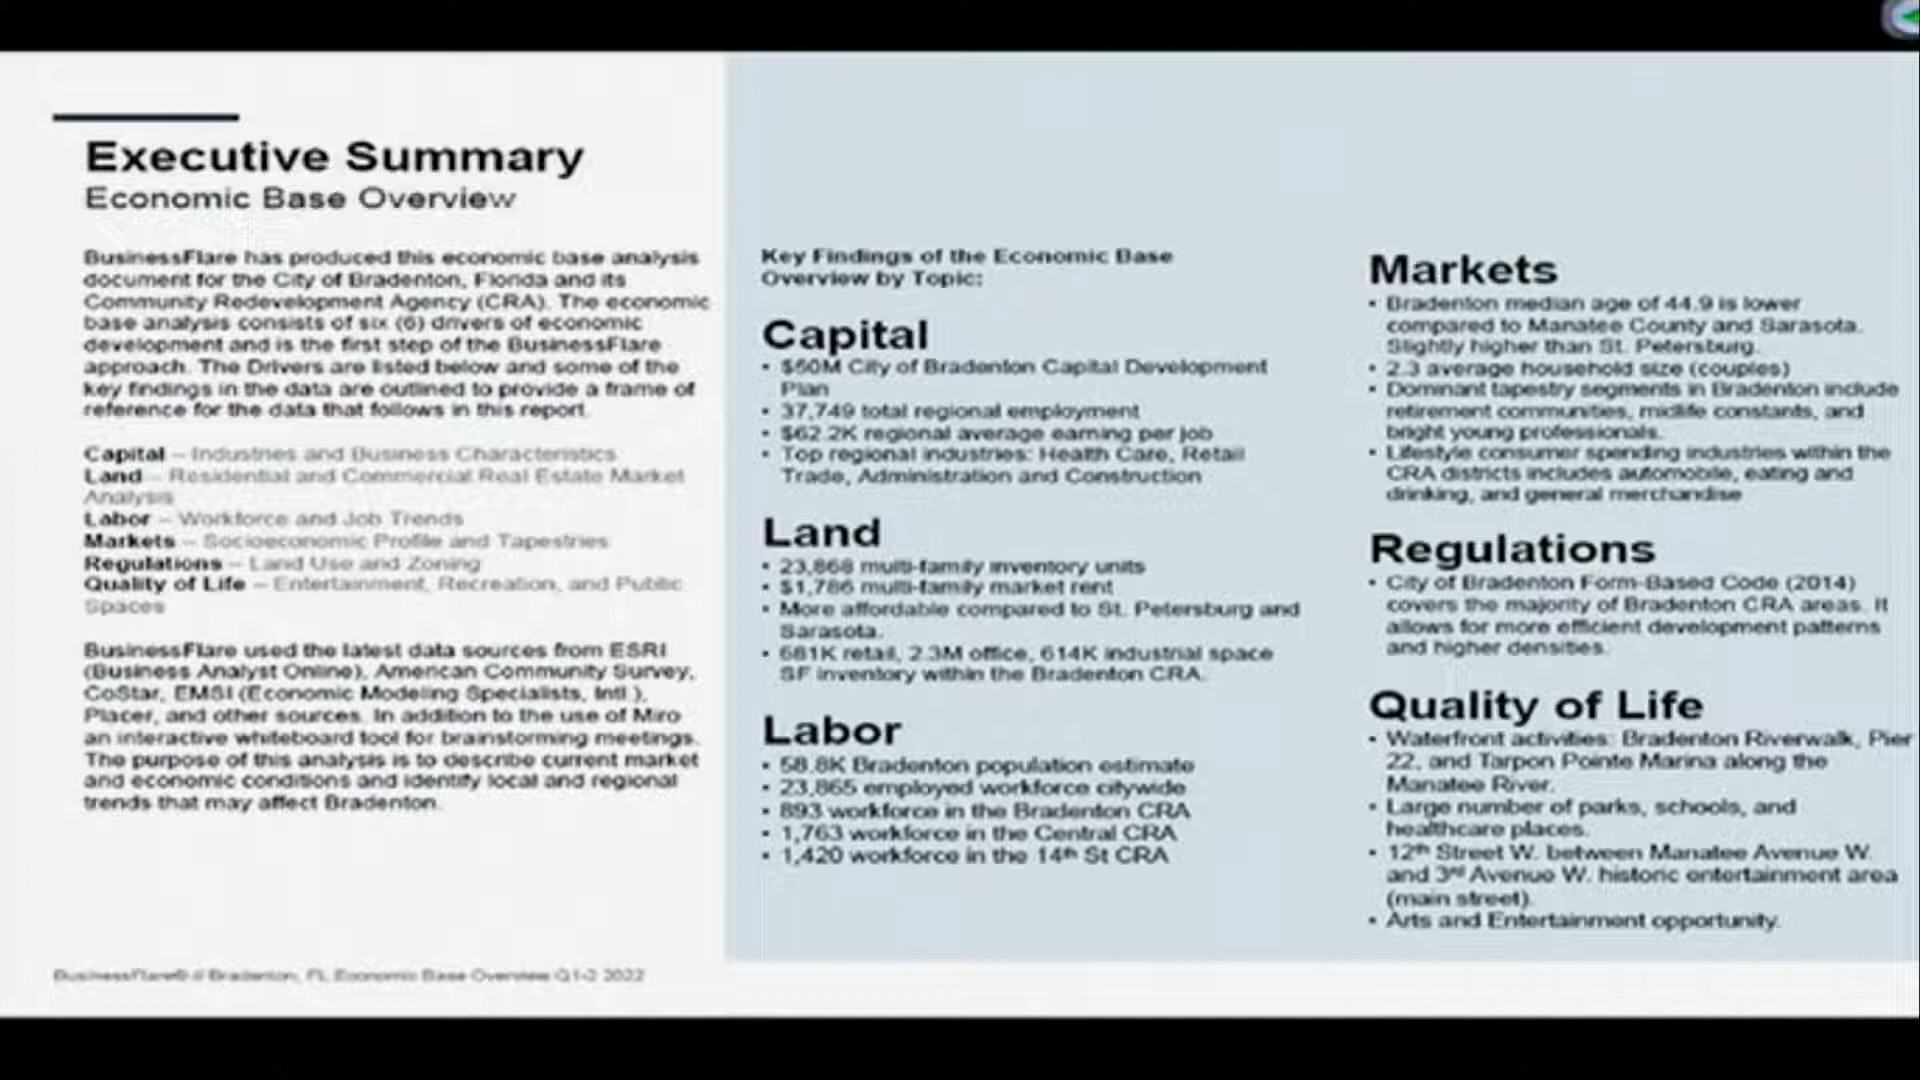 Executive Summary
Economic Base Overview
BusinessFlare has produced this economic base analysis
document for the City of Bradenton, Florida and its
Community Redevelopment Agency (CRA). The economic
base analysis consists of six (6) drivers of economic
development and is the first step of the BusinessFlare
approach. The Drivers are listed below and some of the
key findings in the data are outlined to provide a frame of
reference for the data that follows in this report.
Capital – Industries and Business Characteristics
Land – Residential and Commercial Real Estate Market
Analysis
Labor – Workforce and Job Trends
Markets – Socioeconomic Profile and Tapestries
Regulations – Land Use and Zoning
Quality of Life – Entertainment, Recreation, and Public
Spaces
BusinessFlare used the latest data sources from ESRI
(Business Analyst Online), American Community Survey,
CoStar, EMSI (Economic Modeling Specialists, Intl.),
Placer, and other sources. In addition to the use of Miro
an interactive whiteboard tool for brainstorming meetings.
The purpose of this analysis is to describe current market
and economic conditions and identify local and regional
trends that may affect Bradenton.
BusinessFlare® // Bradenton, FL Economic Base Overview Q1-2 2022
Key Findings of the Economic Base
Overview by Topic:
Capital
• City of Bradenton Capital Development
Plan
• 37,749 total regional employment
• $62.2K regional average earning per job
• Top regional industries: Health Care, Retail
Trade, Administration and Construction
Land
• 23,868 multi-family inventory units
• $1,786 multi-family market rent
• More affordable compared to St. Petersburg and
Sarasota.
• 681K retail, 2.3M office, 614K industrial space
SF inventory within the Bradenton CRA.
Labor
• 58.8K Bradenton population estimate
• 23,865 employed workforce citywide
• 893 workforce in the Bradenton CRA
• 1,763 workforce in the Central CRA
• 1,420 workforce in the 14th St CRA
Markets
• Bradenton median age of 44.9 is lower
compared to Manatee County and Sarasota.
Slightly higher than St. Petersburg.
• 2.3 average household size (couples)
• Dominant tapestry segments in Bradenton include
retirement communities, midlife constants, and
bright young professionals.
• Lifestyle consumer spending industries within the
CRA districts includes automobile, eating and
drinking, and general merchandise
Regulations
• City of Bradenton Form-Based Code (2014)
covers the majority of Bradenton CRA areas. It
allows for more efficient development patterns
and higher densities.
Quality of Life
• Waterfront activities: Bradenton Riverwalk, Pier
22, and Tarpon Pointe Marina along the
Manatee River.
• Large number of parks, schools, and
healthcare places.
• 12th Street W. between Manatee Avenue W.
and 3rd Avenue W. historic entertainment area
(main street).
• Arts and Entertainment opportunity.